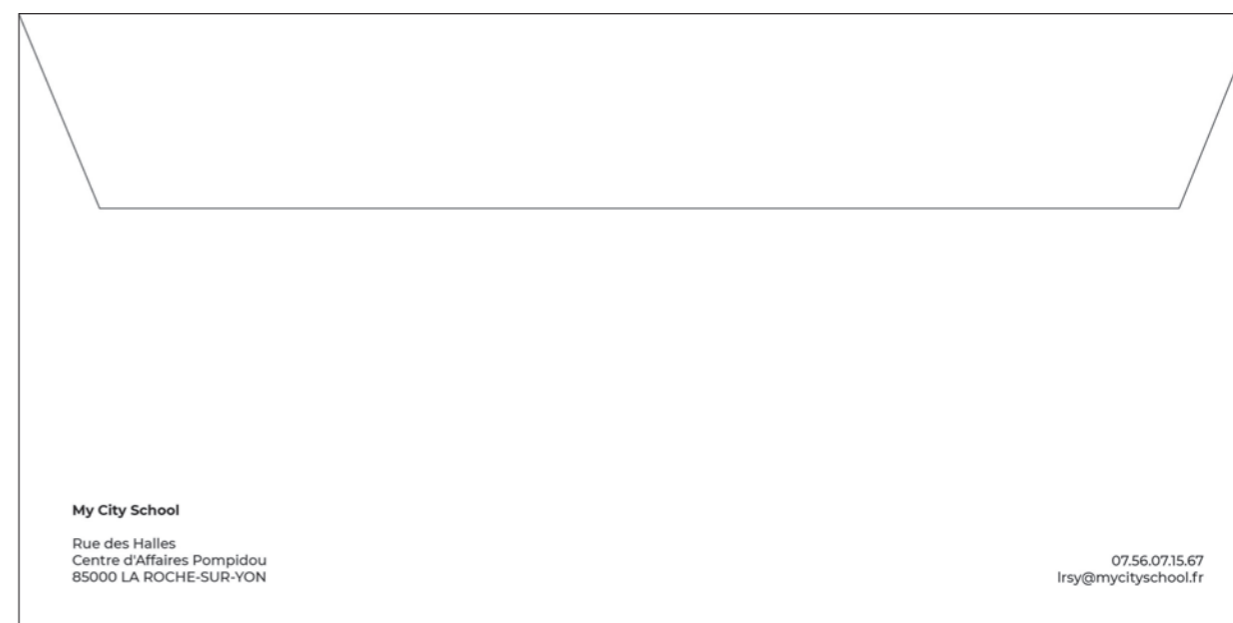 My City School
Rue des Halles
Centre d'Affaires Pompidou
85000 LA ROCHE-SUR-YON
07.56.07.15.67
lrsy@mycityschool.fr